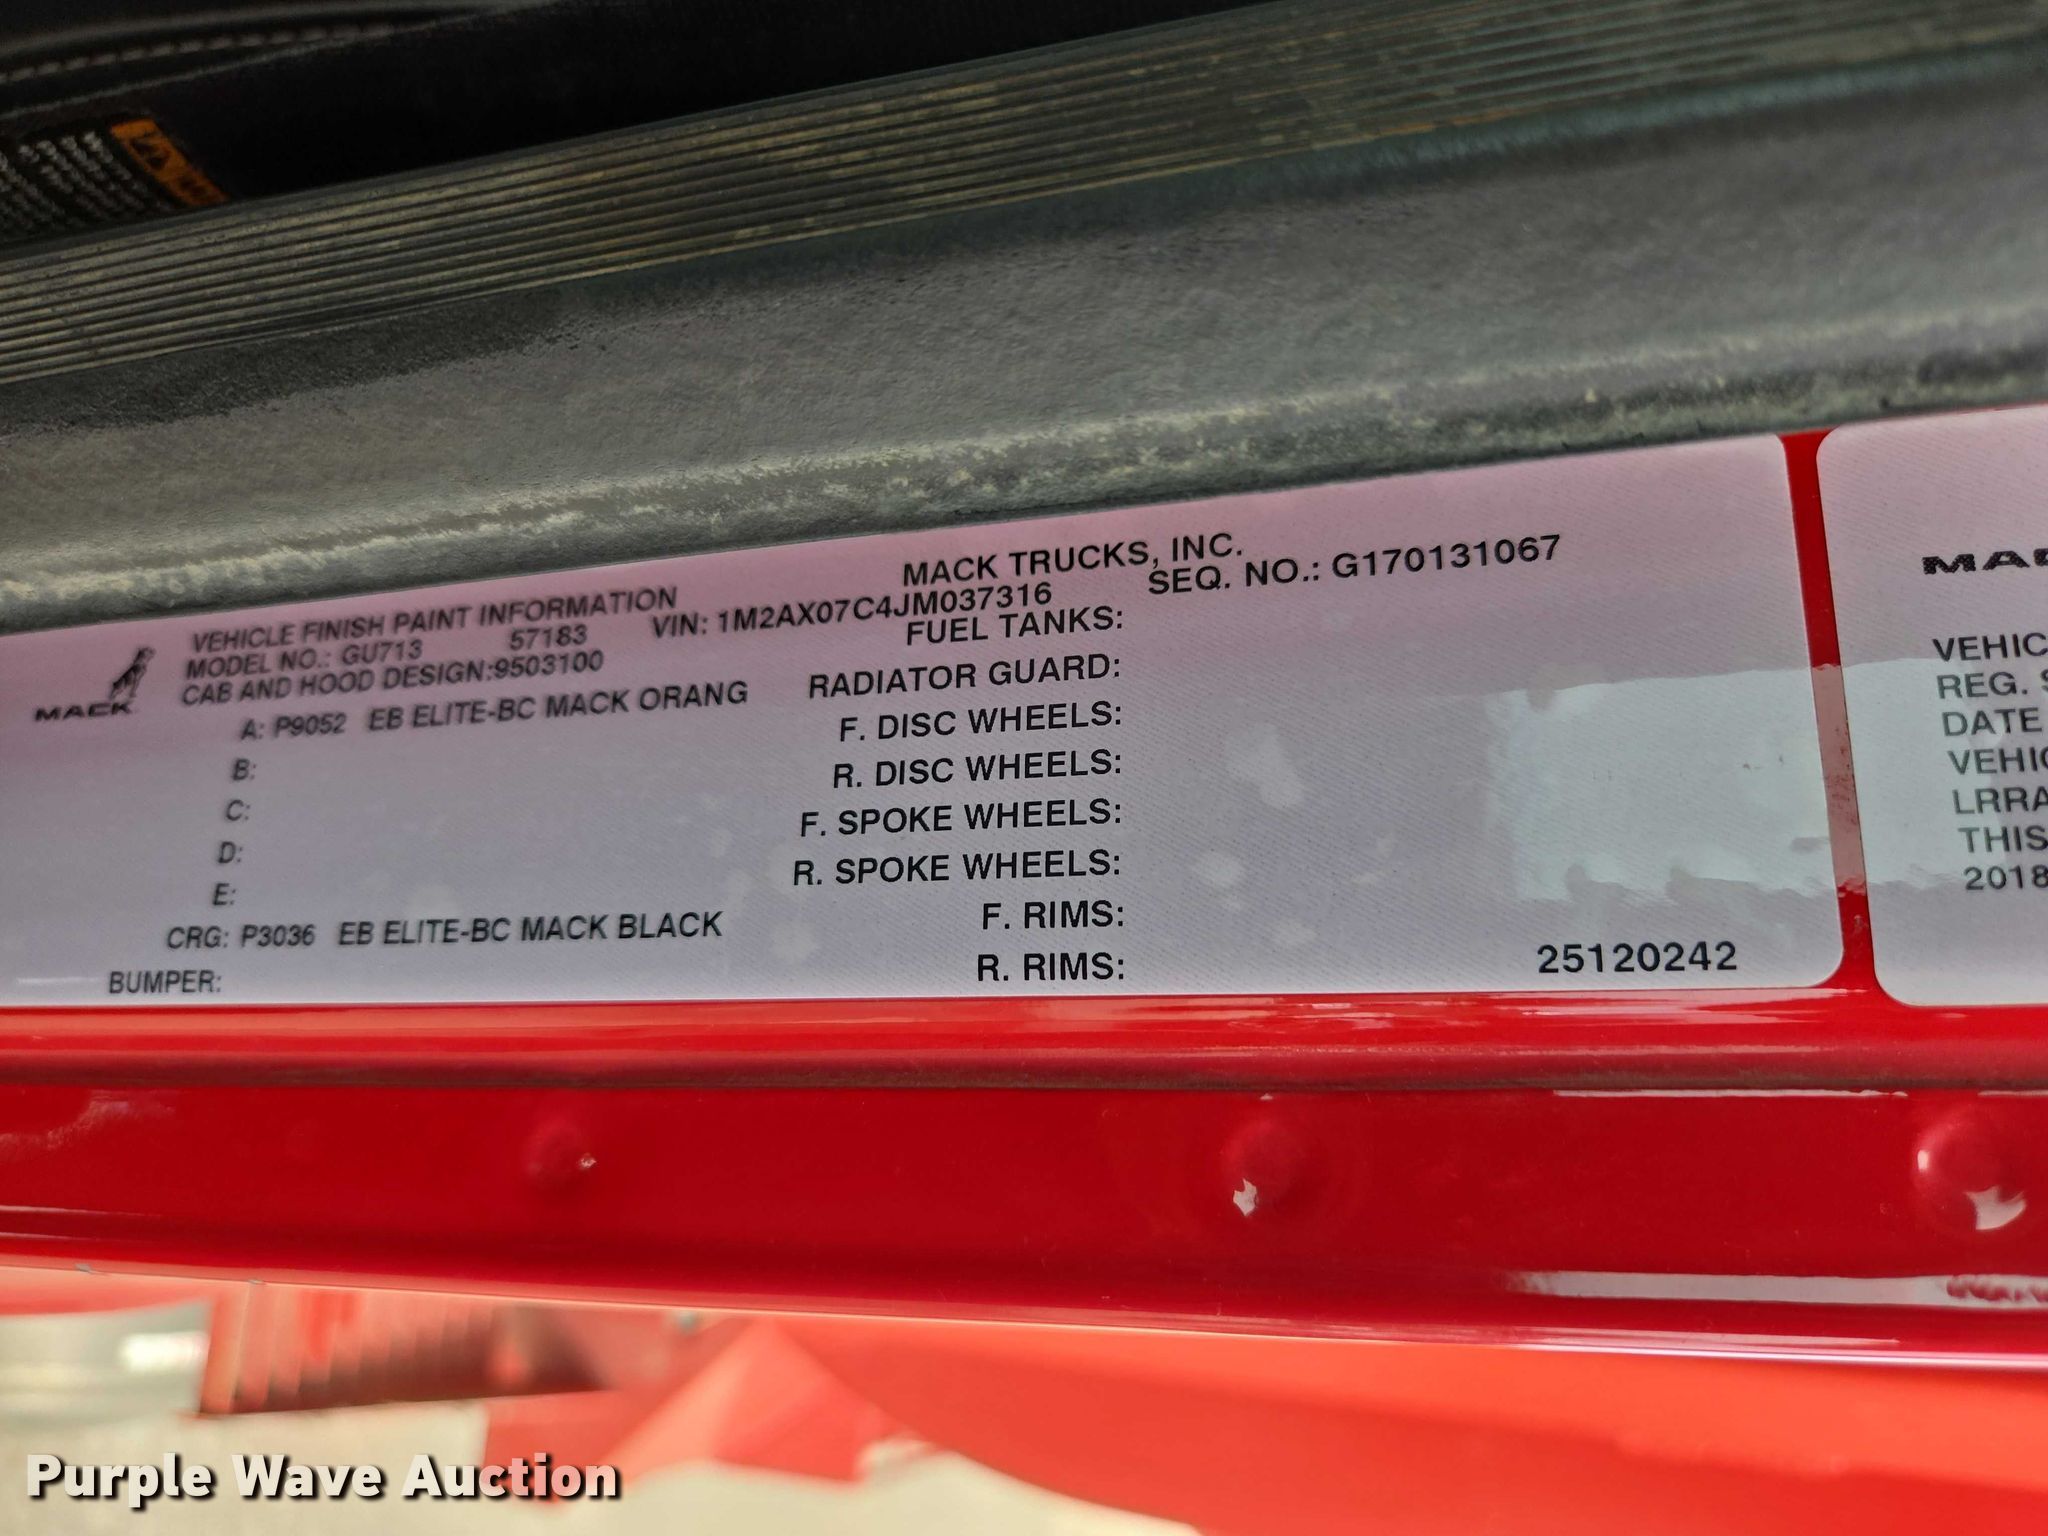 MACK TRUCKS, INC.
VEHICLE FINISH PAINT INFORMATION
MODEL NO.: GU713 57183 VIN: 1M2AX07C4JM037316 SEQ. NO.: G170131067
CAB AND HOOD DESIGN:9503100
MACK
A: P9052 EB ELITE-BC MACK ORANG
B:
C:
D:
E:
CRG: P3036 EB ELITE-BC MACK BLACK
BUMPER:
FUEL TANKS:
RADIATOR GUARD:
F. DISC WHEELS:
R. DISC WHEELS:
F. SPOKE WHEELS:
R. SPOKE WHEELS:
F. RIMS:
R. RIMS:
25120242
REG.
DATE
LRRA
THIS
2018
Purple Wave Auction